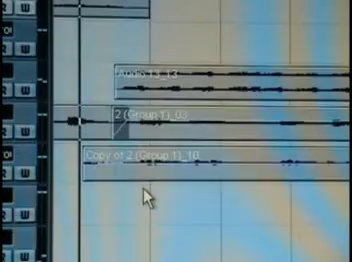 Audio 13_13
2 (Group 1)_03
Copy of 2 (Group 1)_10